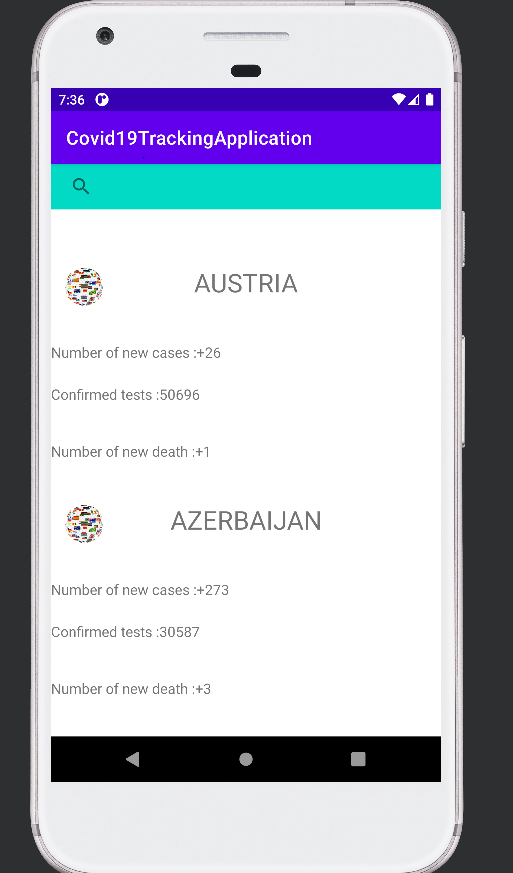 7:36
Covid19TrackingApplication
AUSTRIA
Number of new cases :+26
Confirmed tests :50696
Number of new death :+1
AZERBAIJAN
Number of new cases :+273
Confirmed tests :30587
Number of new death :+3